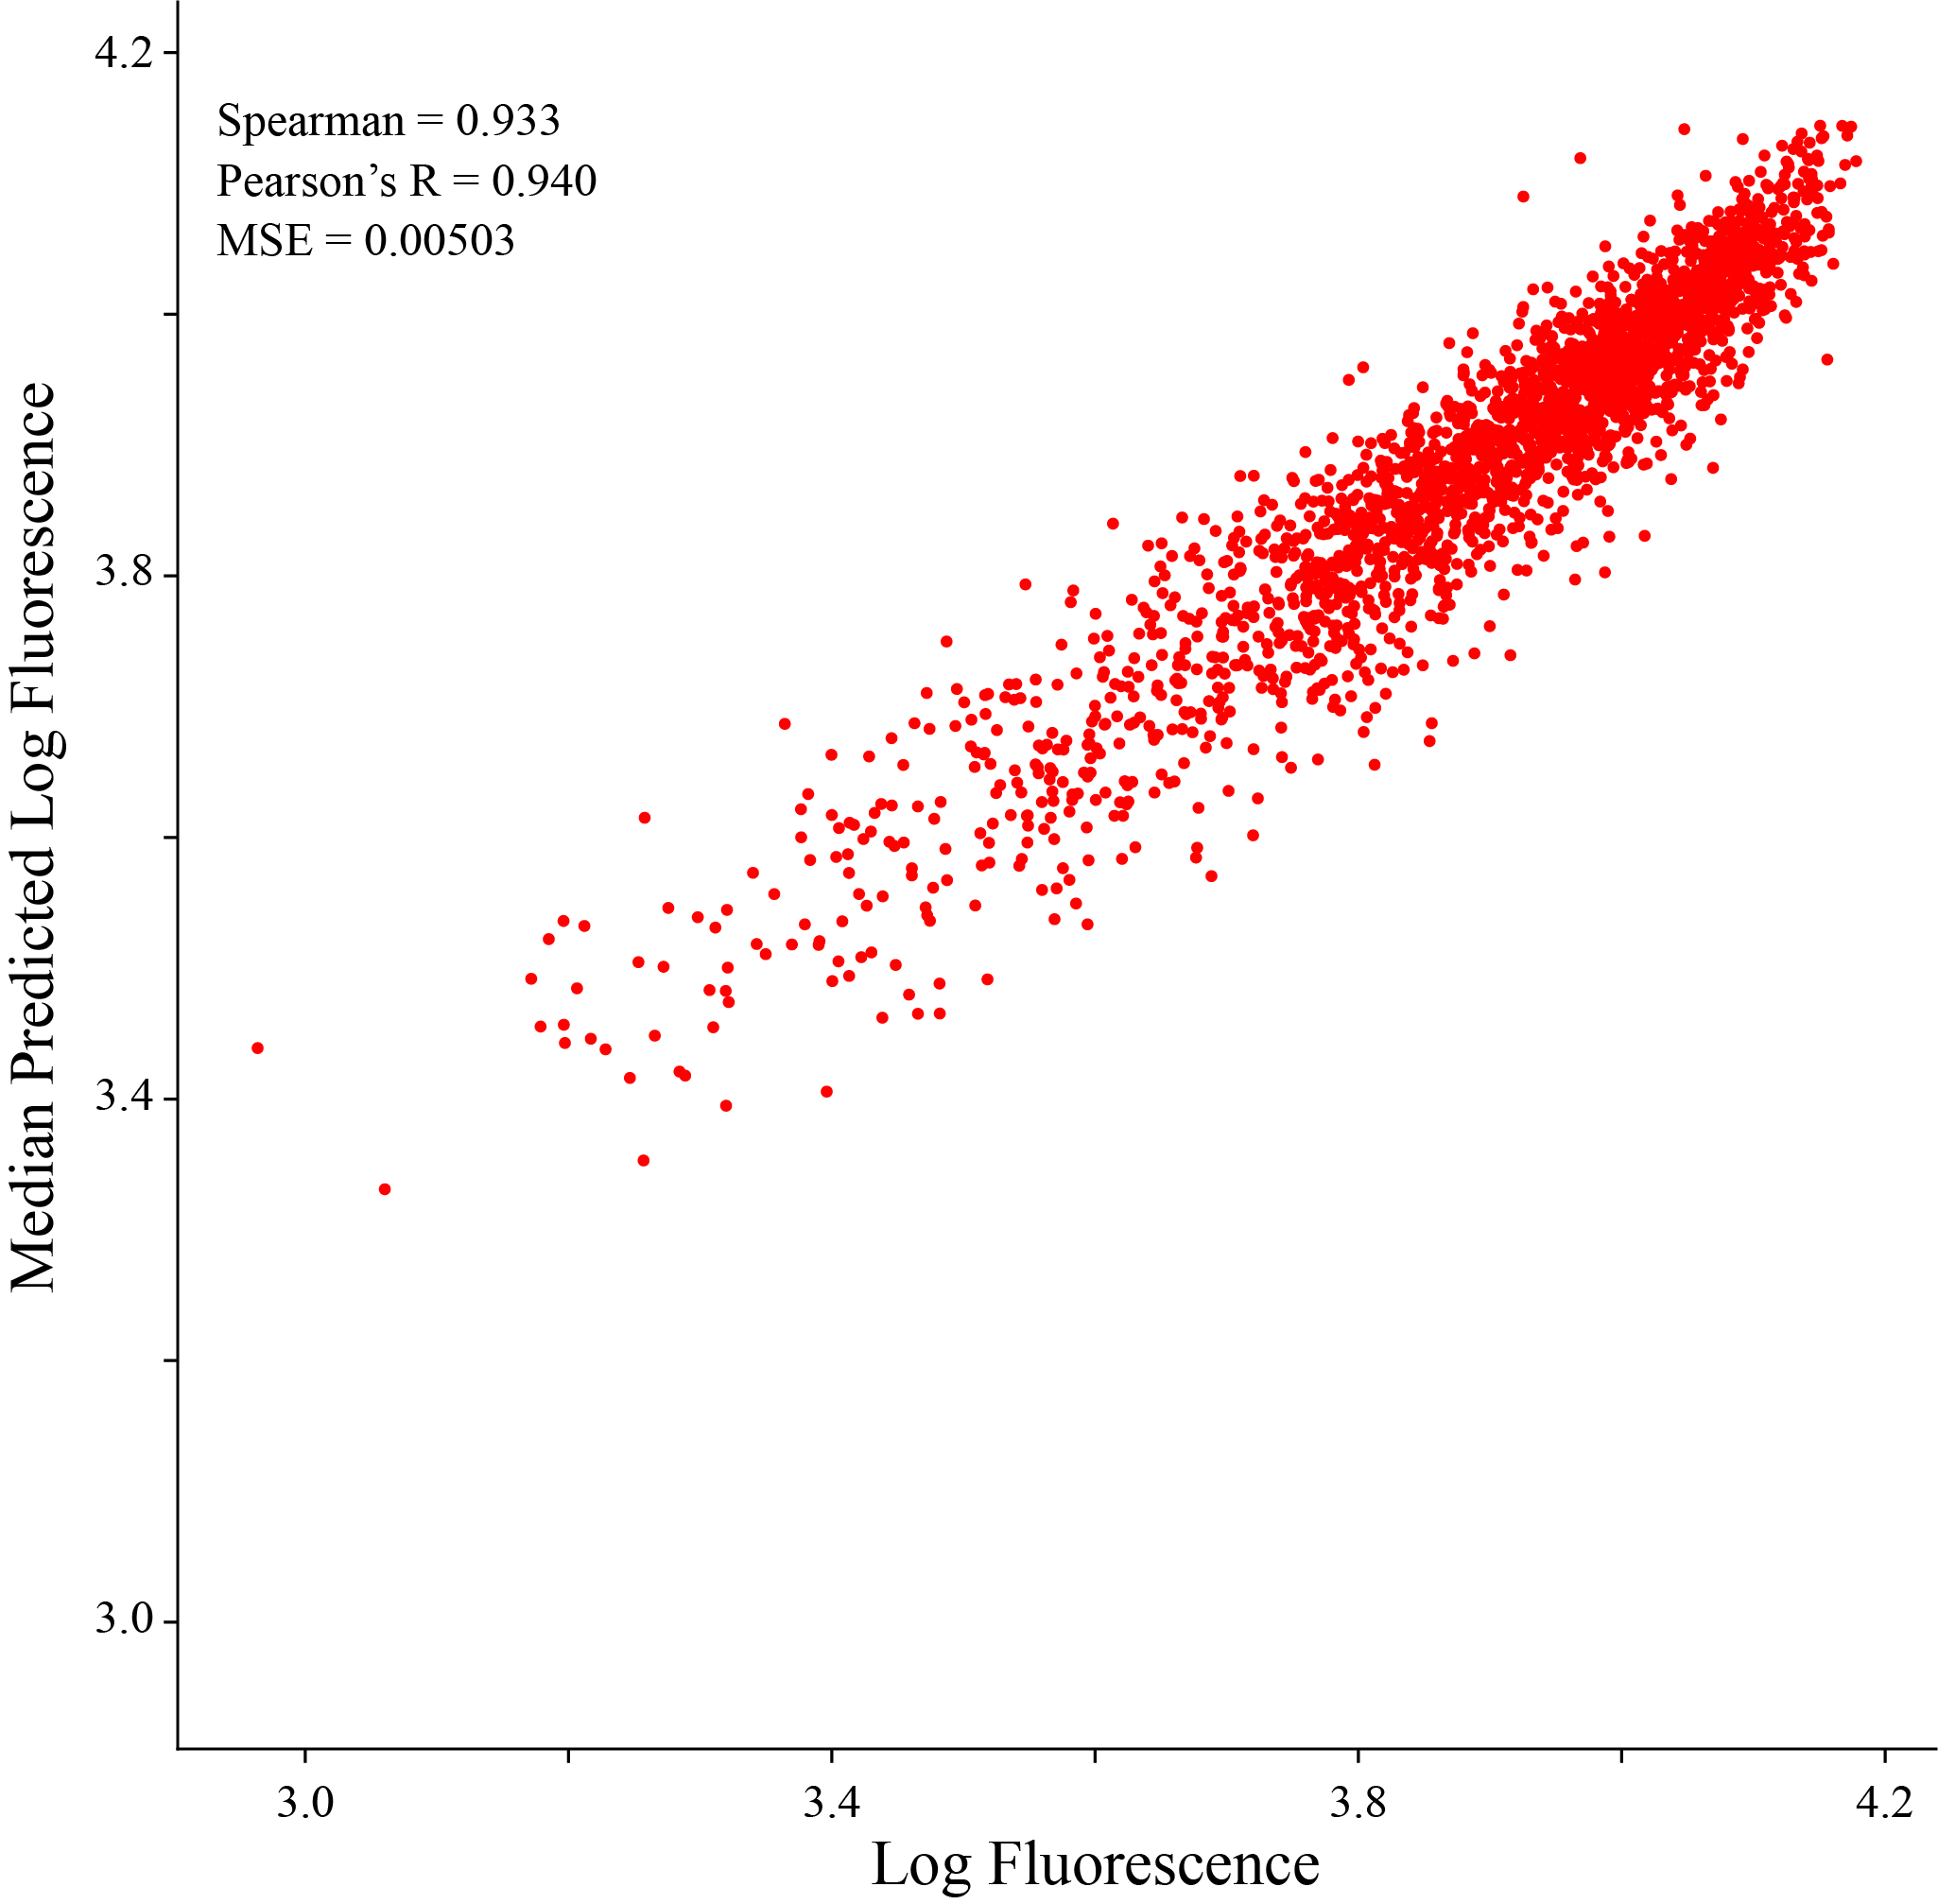 4.2
Spearman = 0.933
Pearson’s R = 0.940
MSE = 0.00503
3.8
3.4
3.0
Median Predicted Log Fluorescence
3.0 3.4 3.8 4.2
Log Fluorescence